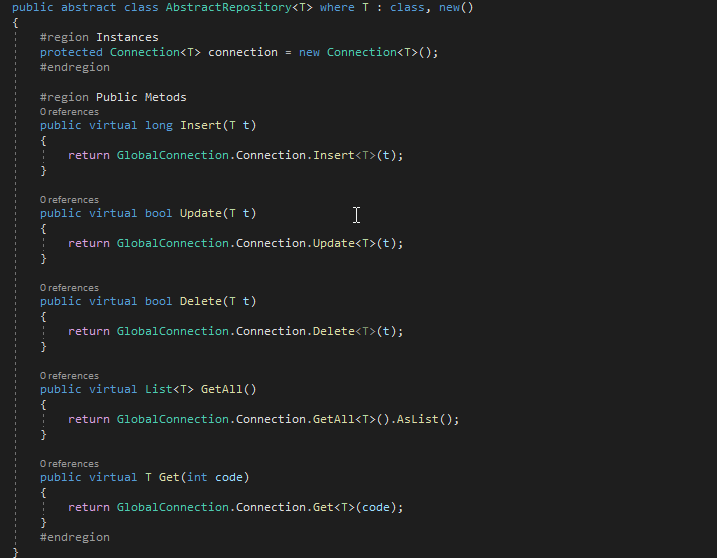 public abstract class AbstractRepository<T> where T : class, new()
{
#region Instances
protected Connection<T> connection = new Connection<T>();
#endregion
#region Public Metods
0 references
public virtual long Insert(T t)
{
return GlobalConnection.Connection.Insert<T>(t);
}
0 references
public virtual bool Update(T t)
{
return GlobalConnection.Connection.Update<T>(t);
}
0 references
public virtual bool Delete(T t)
{
return GlobalConnection.Connection.Delete<T>(t);
}
0 references
public virtual List<T> GetAll()
{
return GlobalConnection.Connection.GetAll<T>().AsList();
}
0 references
public virtual T Get(int code)
{
return GlobalConnection.Connection.Get<T>(code);
}
#endregion
}